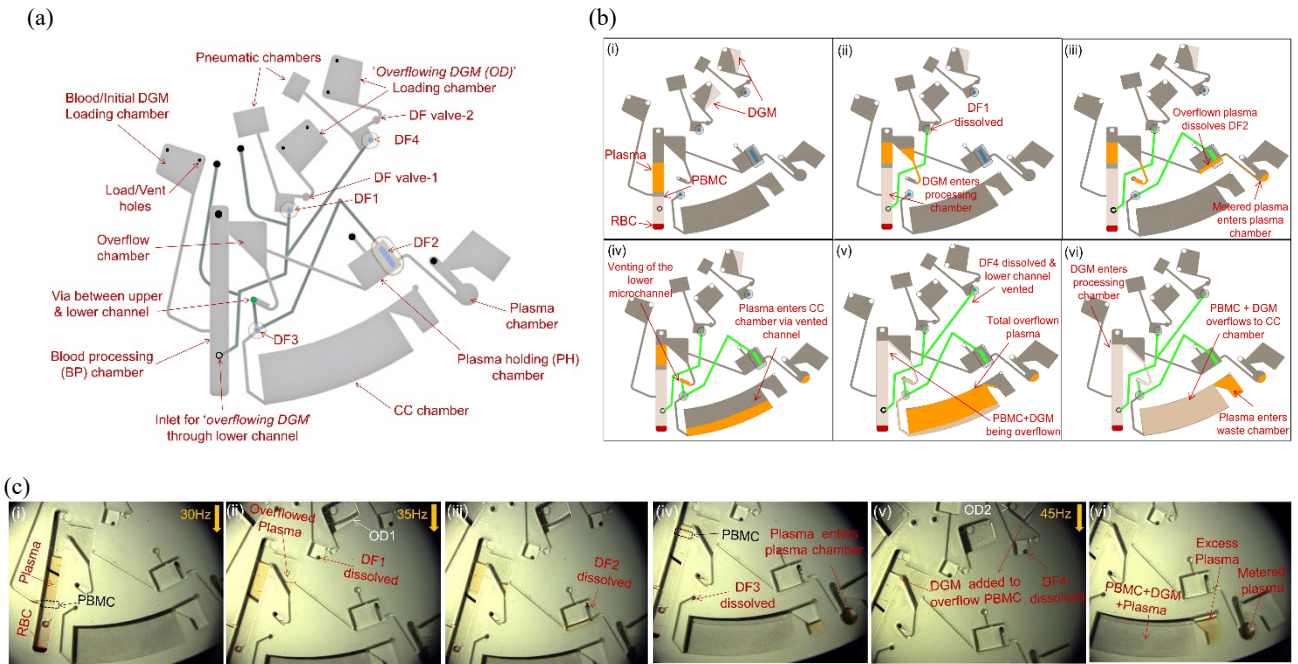 (a)
Pneumatic chambers
'Overflowing DGM (OD)'
Loading chamber
Blood/Initial DGM
Loading chamber
DF valve-2
DF4
Load/Vent
holes
DF valve-1
DF1
Overflow
chamber
DF2
Via between upper
& lower channel
Plasma
chamber
DF3
Blood processing
(BP) chamber
Plasma holding (PH)
chamber
CC chamber
Inlet for 'overflowing DGM'
through lower channel
(b)
(i)
DGM
Plasma
PBMC
RBC
(ii)
DF1
dissolved
DGM enters
processing
chamber
(iii)
Overflown plasma
dissolves DF2
Metered plasma
enters plasma
chamber
(iv)
Venting of the
lower
microchannel
Plasma enters CC
chamber via vented
channel
(v)
DF4 dissolved &
lower channel
vented
Total overflown
plasma
PBMC+DGM
being overflown
(vi)
DGM enters
processing
chamber
PBMC + DGM
overflows to CC
chamber
Plasma enters
waste chamber
(c)
(i)
30Hz
Plasma
PBMC
RBC
(ii)
35Hz
Overflowed
Plasma
OD1
DF1
dissolved
(iii)
DF2
dissolved
(iv)
PBMC
Plasma enters
plasma chamber
DF3
dissolved
(v)
OD2
45Hz
DGM added to
overflow PBMC
DF4
dissolved
(vi)
Excess
Plasma
Metered
plasma
PBMC+DGM
+Plasma